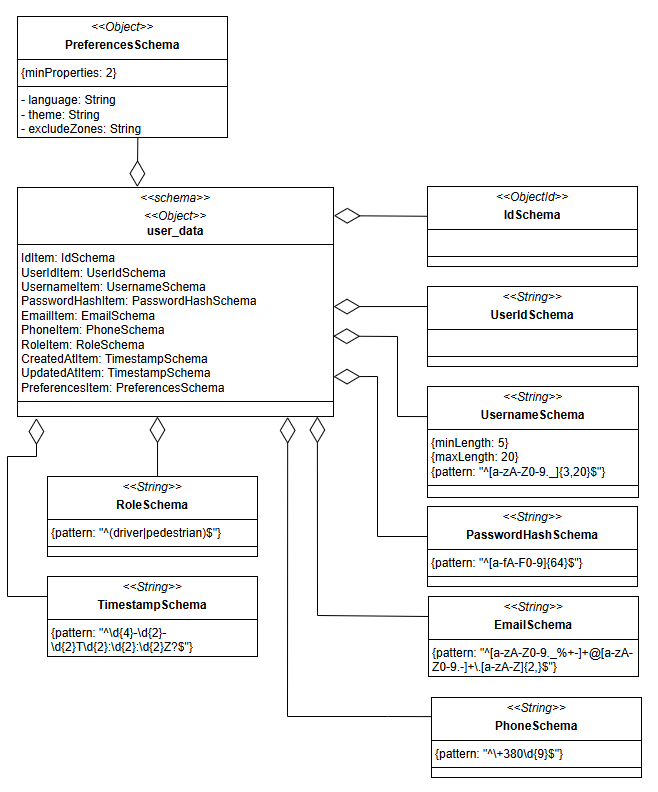 <<Object>>
PreferencesSchema
{minProperties: 2}
- language: String
- theme: String
- excludeZones: String
<<schema>>
<<Object>>
user_data
IdItem: IdSchema
UserIdItem: UserIdSchema
UsernameItem: UsernameSchema
PasswordHashItem: PasswordHashSchema
EmailItem: EmailSchema
PhoneItem: PhoneSchema
RoleItem: RoleSchema
CreatedAtItem: TimestampSchema
UpdatedAtItem: TimestampSchema
PreferencesItem: PreferencesSchema
<<ObjectId>>
IdSchema
<<String>>
UserIdSchema
<<String>>
UsernameSchema
{minLength: 5}
{maxLength: 20}
{pattern: "^[a-zA-Z0-9._]{3,20}$"}
<<String>>
RoleSchema
{pattern: "^(driver|pedestrian)$"}
<<String>>
PasswordHashSchema
{pattern: "^[a-fA-F0-9]{64}$"}
<<String>>
TimestampSchema
{pattern: "^\d{4}-\d{2}-
\d{2}T\d{2}:\d{2}:\d{2}Z?$"}
<<String>>
EmailSchema
{pattern: "^[a-zA-Z0-9._%+-]+@[a-zA-
Z0-9.-]+\.[a-zA-Z]{2,}$"}
<<String>>
PhoneSchema
{pattern: "^\+380\d{9}$"}